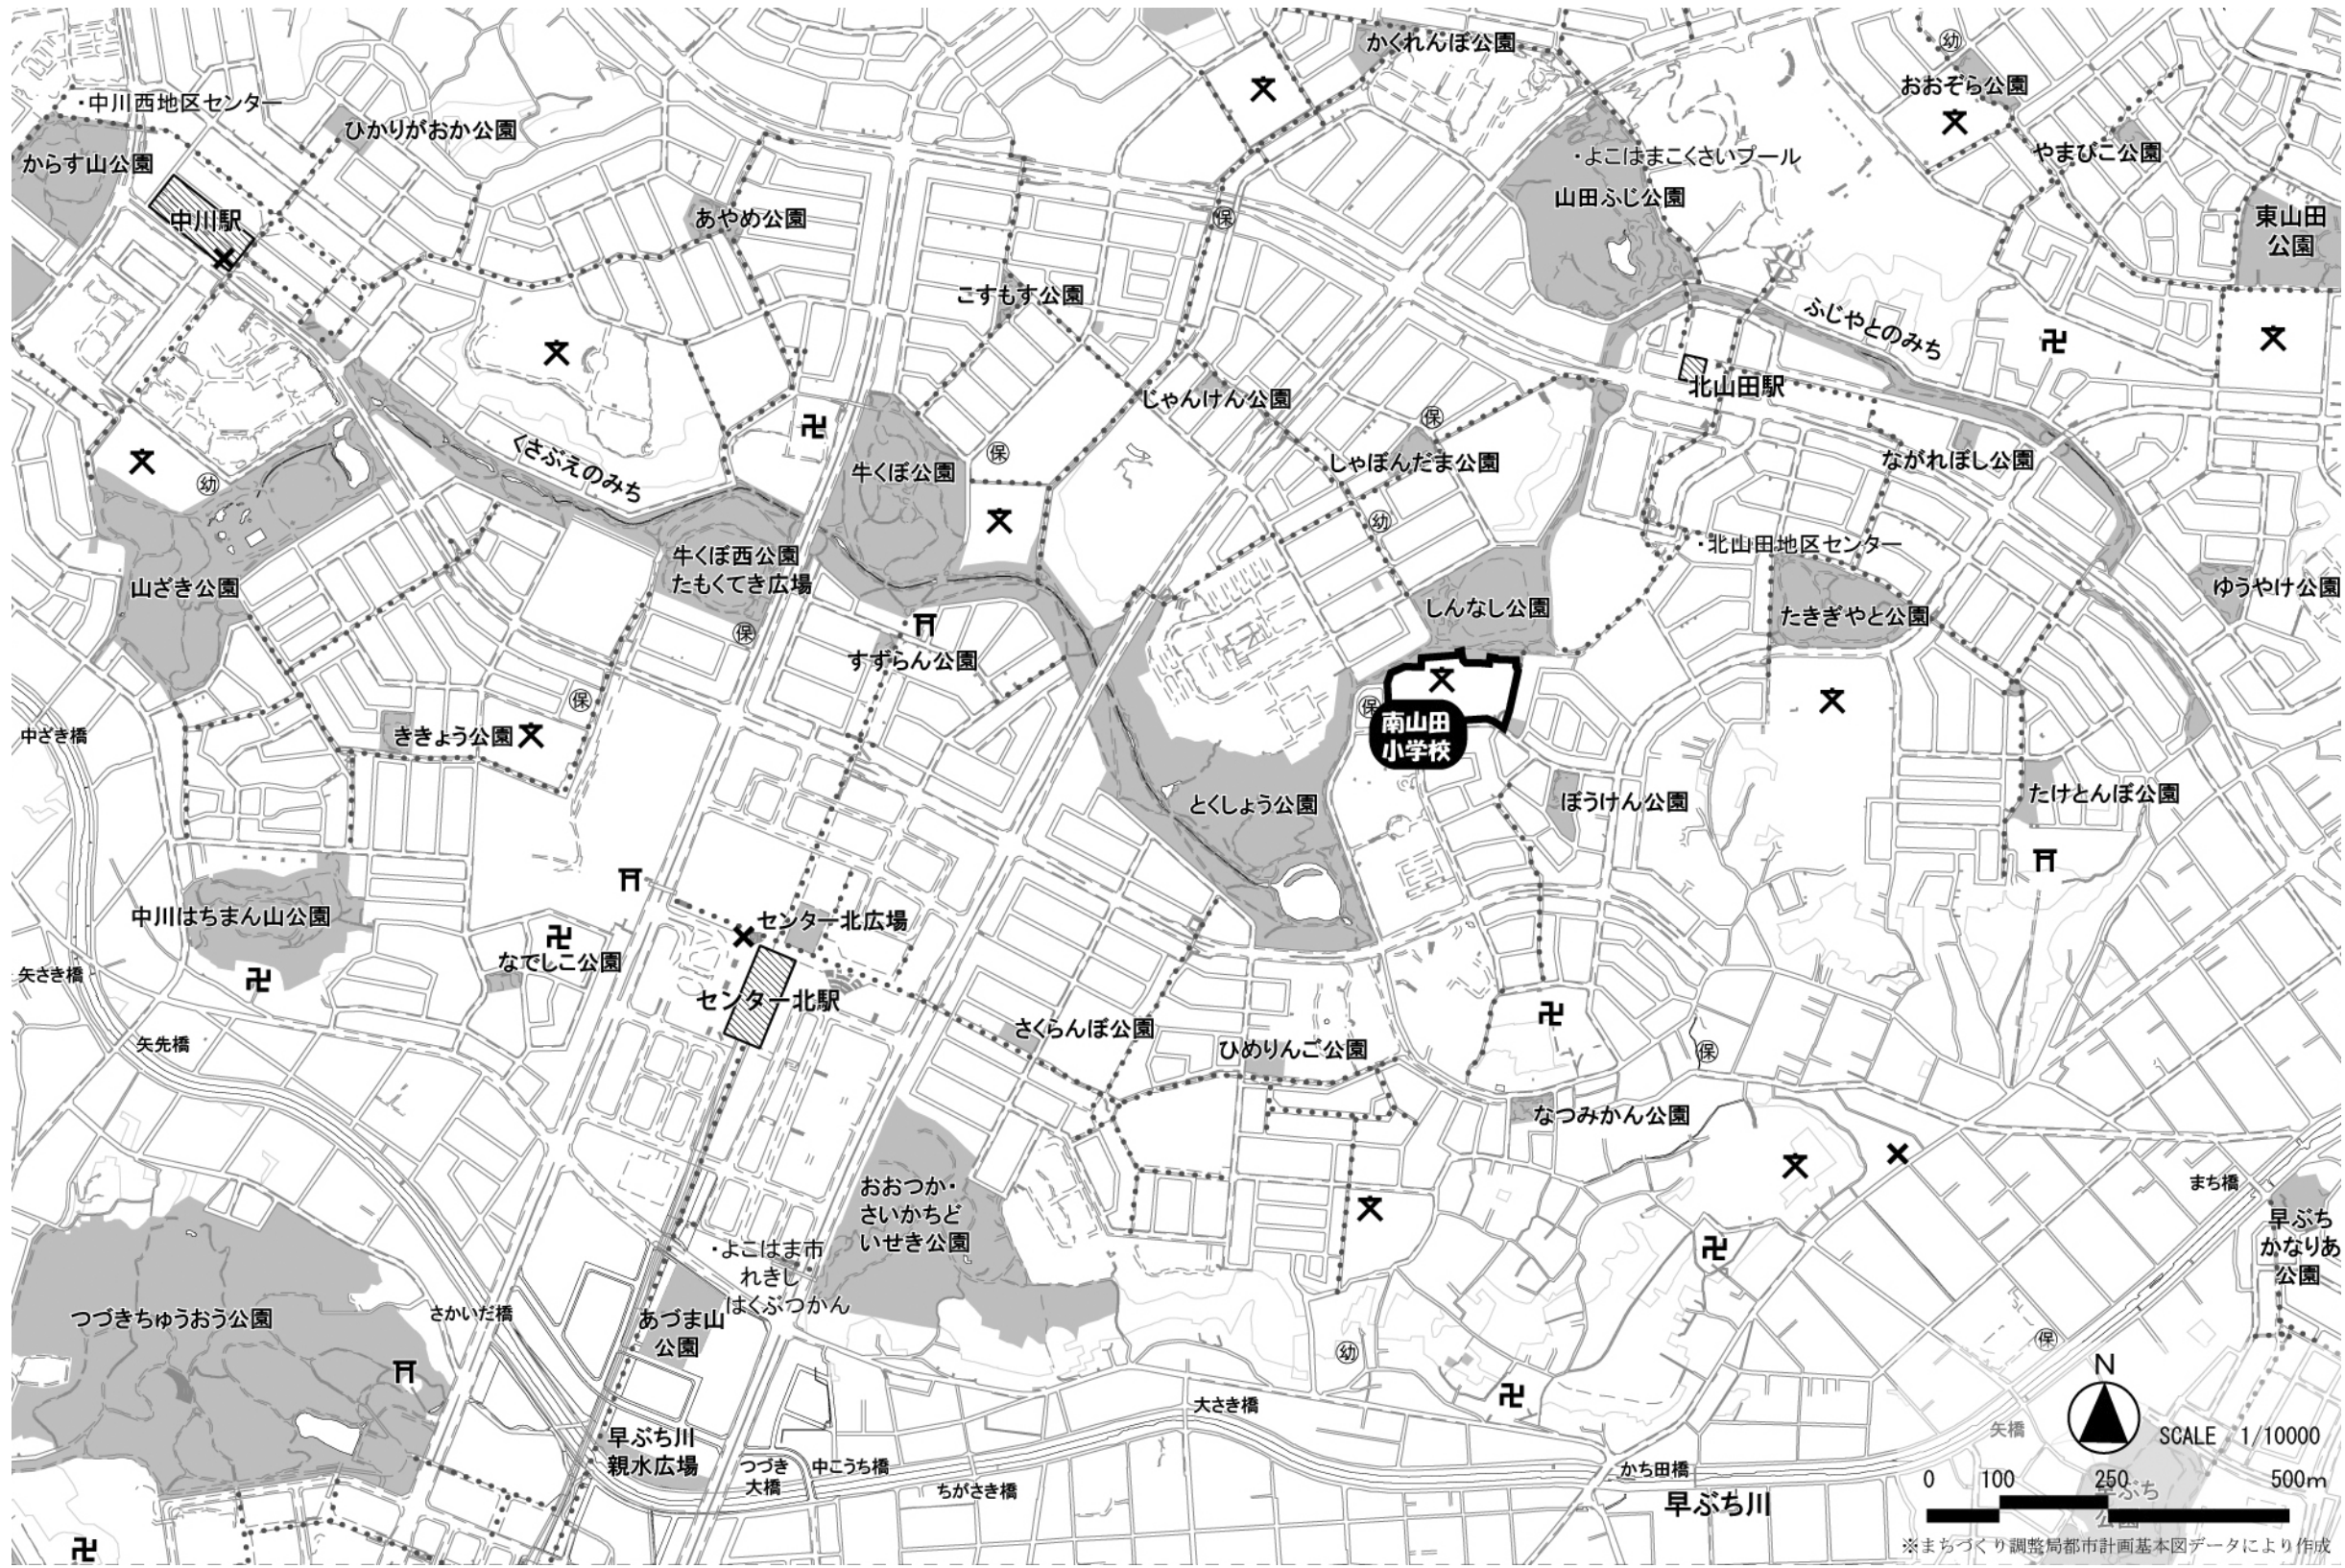 かくれんぼ公園
幼
おおぞら公園
・中川西地区センター
ひかりがおか公園
からす山公園
・よこはまこくさいプール
やまびこ公園
山田ふじ公園
中川駅
あやめ公園
保
東山田
公園
こすもす公園
ふじやとのみち
北山田駅
じゃんけん公園
保
くさぶえのみち
牛くぼ公園
保
しゃぼんだま公園
ながれぼし公園
幼
幼
牛くぼ西公園
たもくてき広場
・北山田地区センター
山ざき公園
しんなし公園
たきぎやと公園
ゆうやけ公園
保
すずらん公園
保
保
南山田
小学校
中ざき橋
ききょう公園
とくしょう公園
ぼうけん公園
たけとんぼ公園
中川はちまん山公園
センター北広場
なでしこ公園
矢さき橋
センター北駅
さくらんぼ公園
ひめりんご公園
保
矢先橋
なつみかん公園
おおつか・
さいかちど
いせき公園
まち橋
早ぶち
かなりあ
公園
・よこはま市
れきし
はくぶつかん
つづきちゅうおう公園
さかいだ橋
あづま山
公園
幼
保
大さき橋
早ぶち川
親水広場
つづき
大橋
中こうち橋
ちがさき橋
かち田橋
早ぶち川
矢橋
N
SCALE 1/10000
0 100 250 500m
早ぶち
公園
※まちづくり調整局都市計画基本図データにより作成